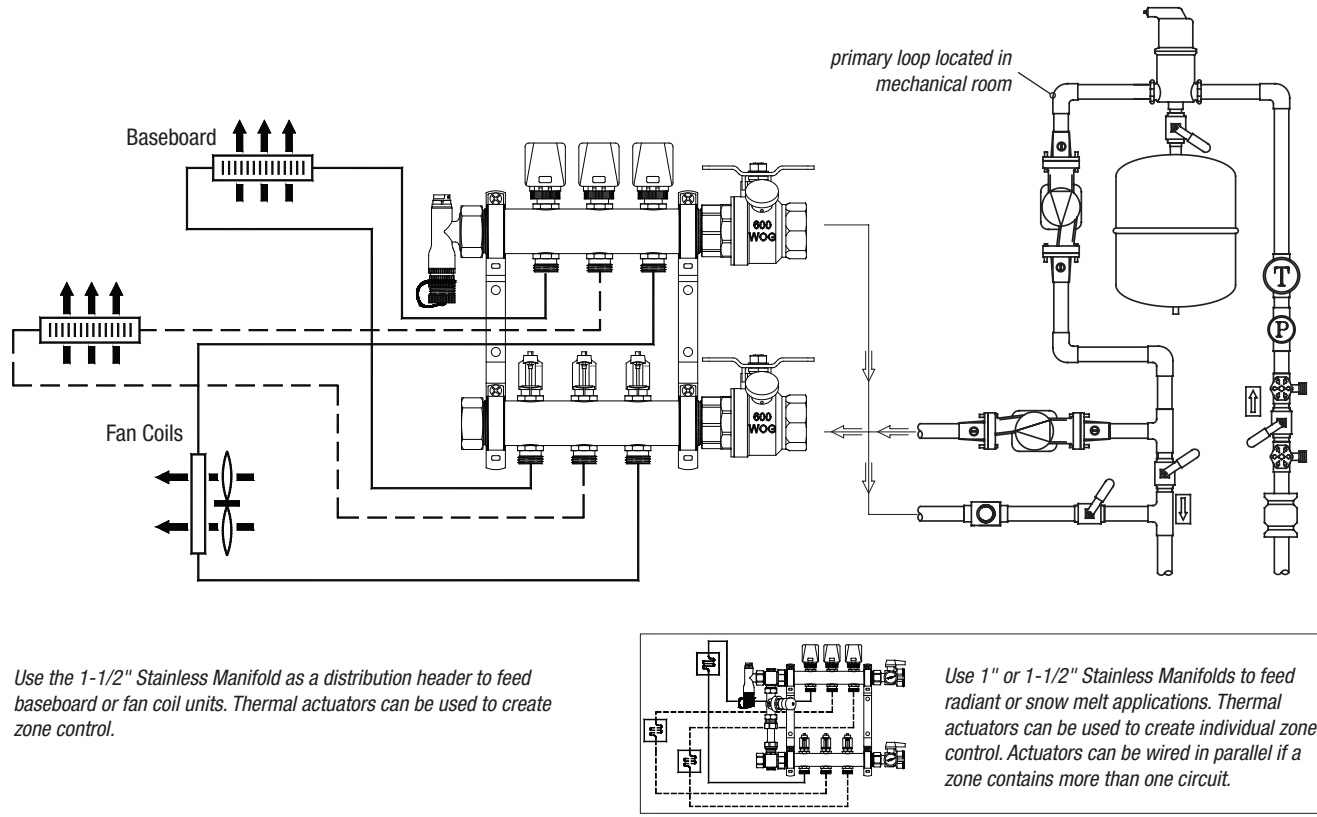 primary loop located in
mechanical room
Baseboard
600
WOG
T
P
600
WOG
Fan Coils
Use the 1-1/2" Stainless Manifold as a distribution header to feed
baseboard or fan coil units. Thermal actuators can be used to create
zone control.
Use 1" or 1-1/2" Stainless Manifolds to feed
radiant or snow melt applications. Thermal
actuators can be used to create individual zone
control. Actuators can be wired in parallel if a
zone contains more than one circuit.